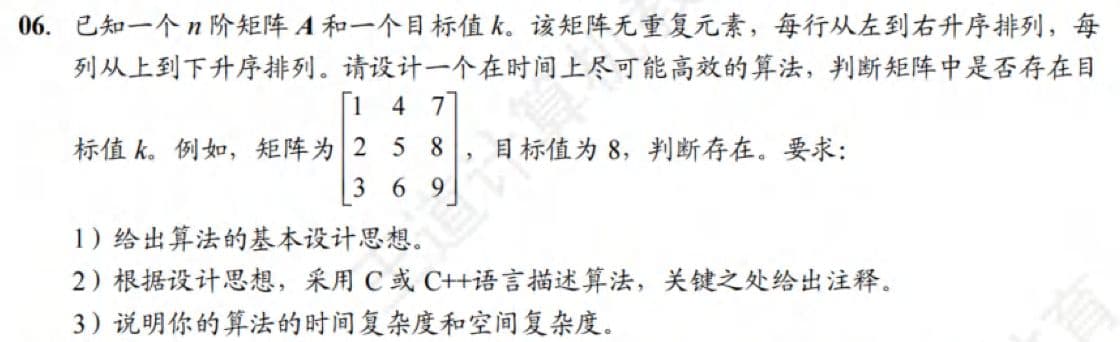 06. 已知一个 n 阶矩阵 A 和一个目标值 k。该矩阵无重复元素，每行从左到右升序排列，每
列从上到下升序排列。请设计一个在时间上尽可能高效的算法，判断矩阵中是否存在目
1 4 7
标值 k。例如，矩阵为 2 5 8 ，目标值为 8，判断存在。要求：
3 6 9
1）给出算法的基本设计思想。
2）根据设计思想，采用 C 或 C++语言描述算法，关键之处给出注释。
3）说明你的算法的时间复杂度和空间复杂度。